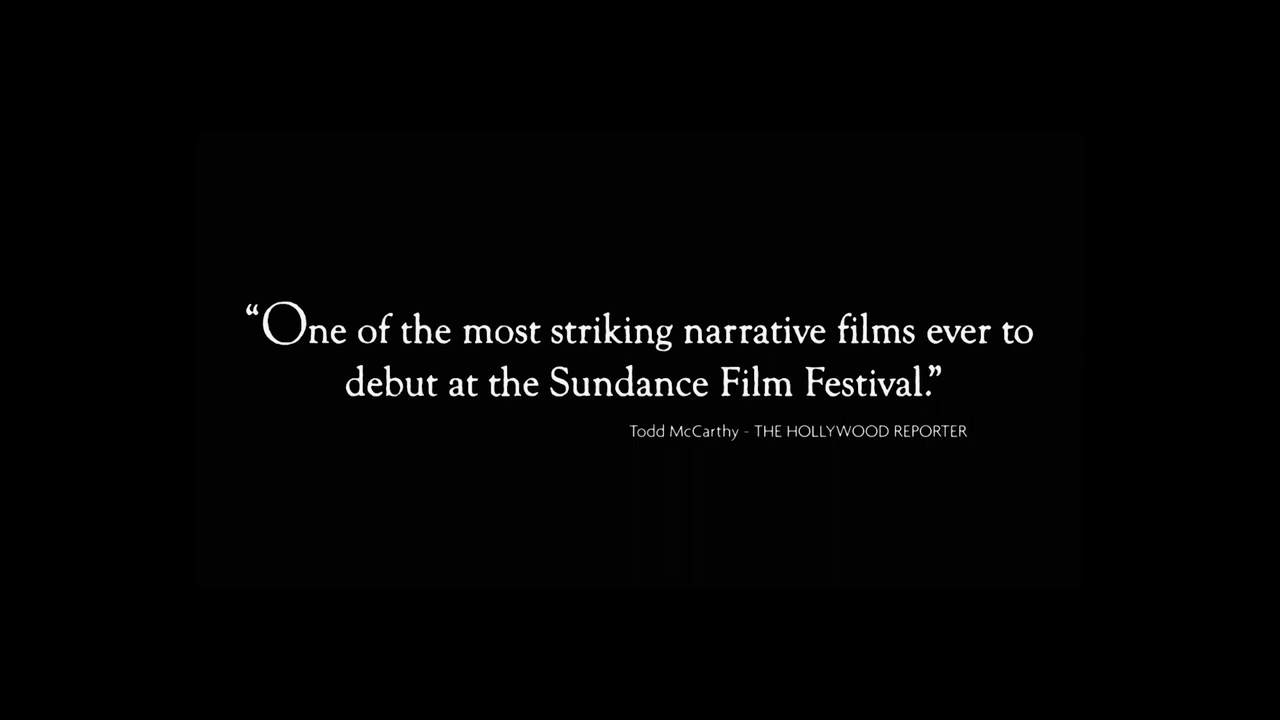 “One of the most striking narrative films ever to
debut at the Sundance Film Festival.”
Todd McCarthy - THE HOLLYWOOD REPORTER